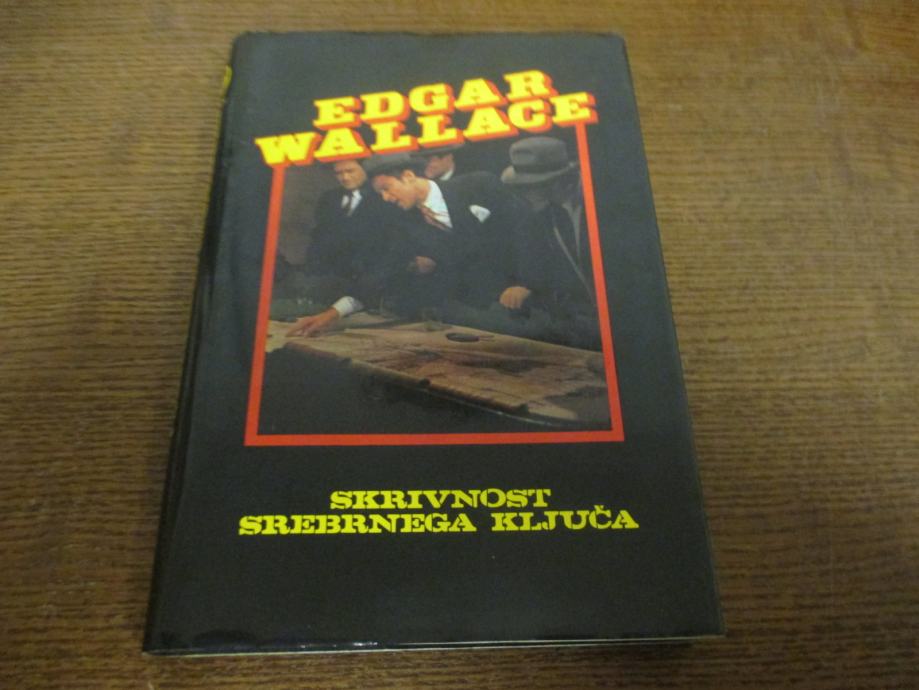 EDGAR
WALLACE
SKRIVNOST
SREBRNEGA KLJUČA